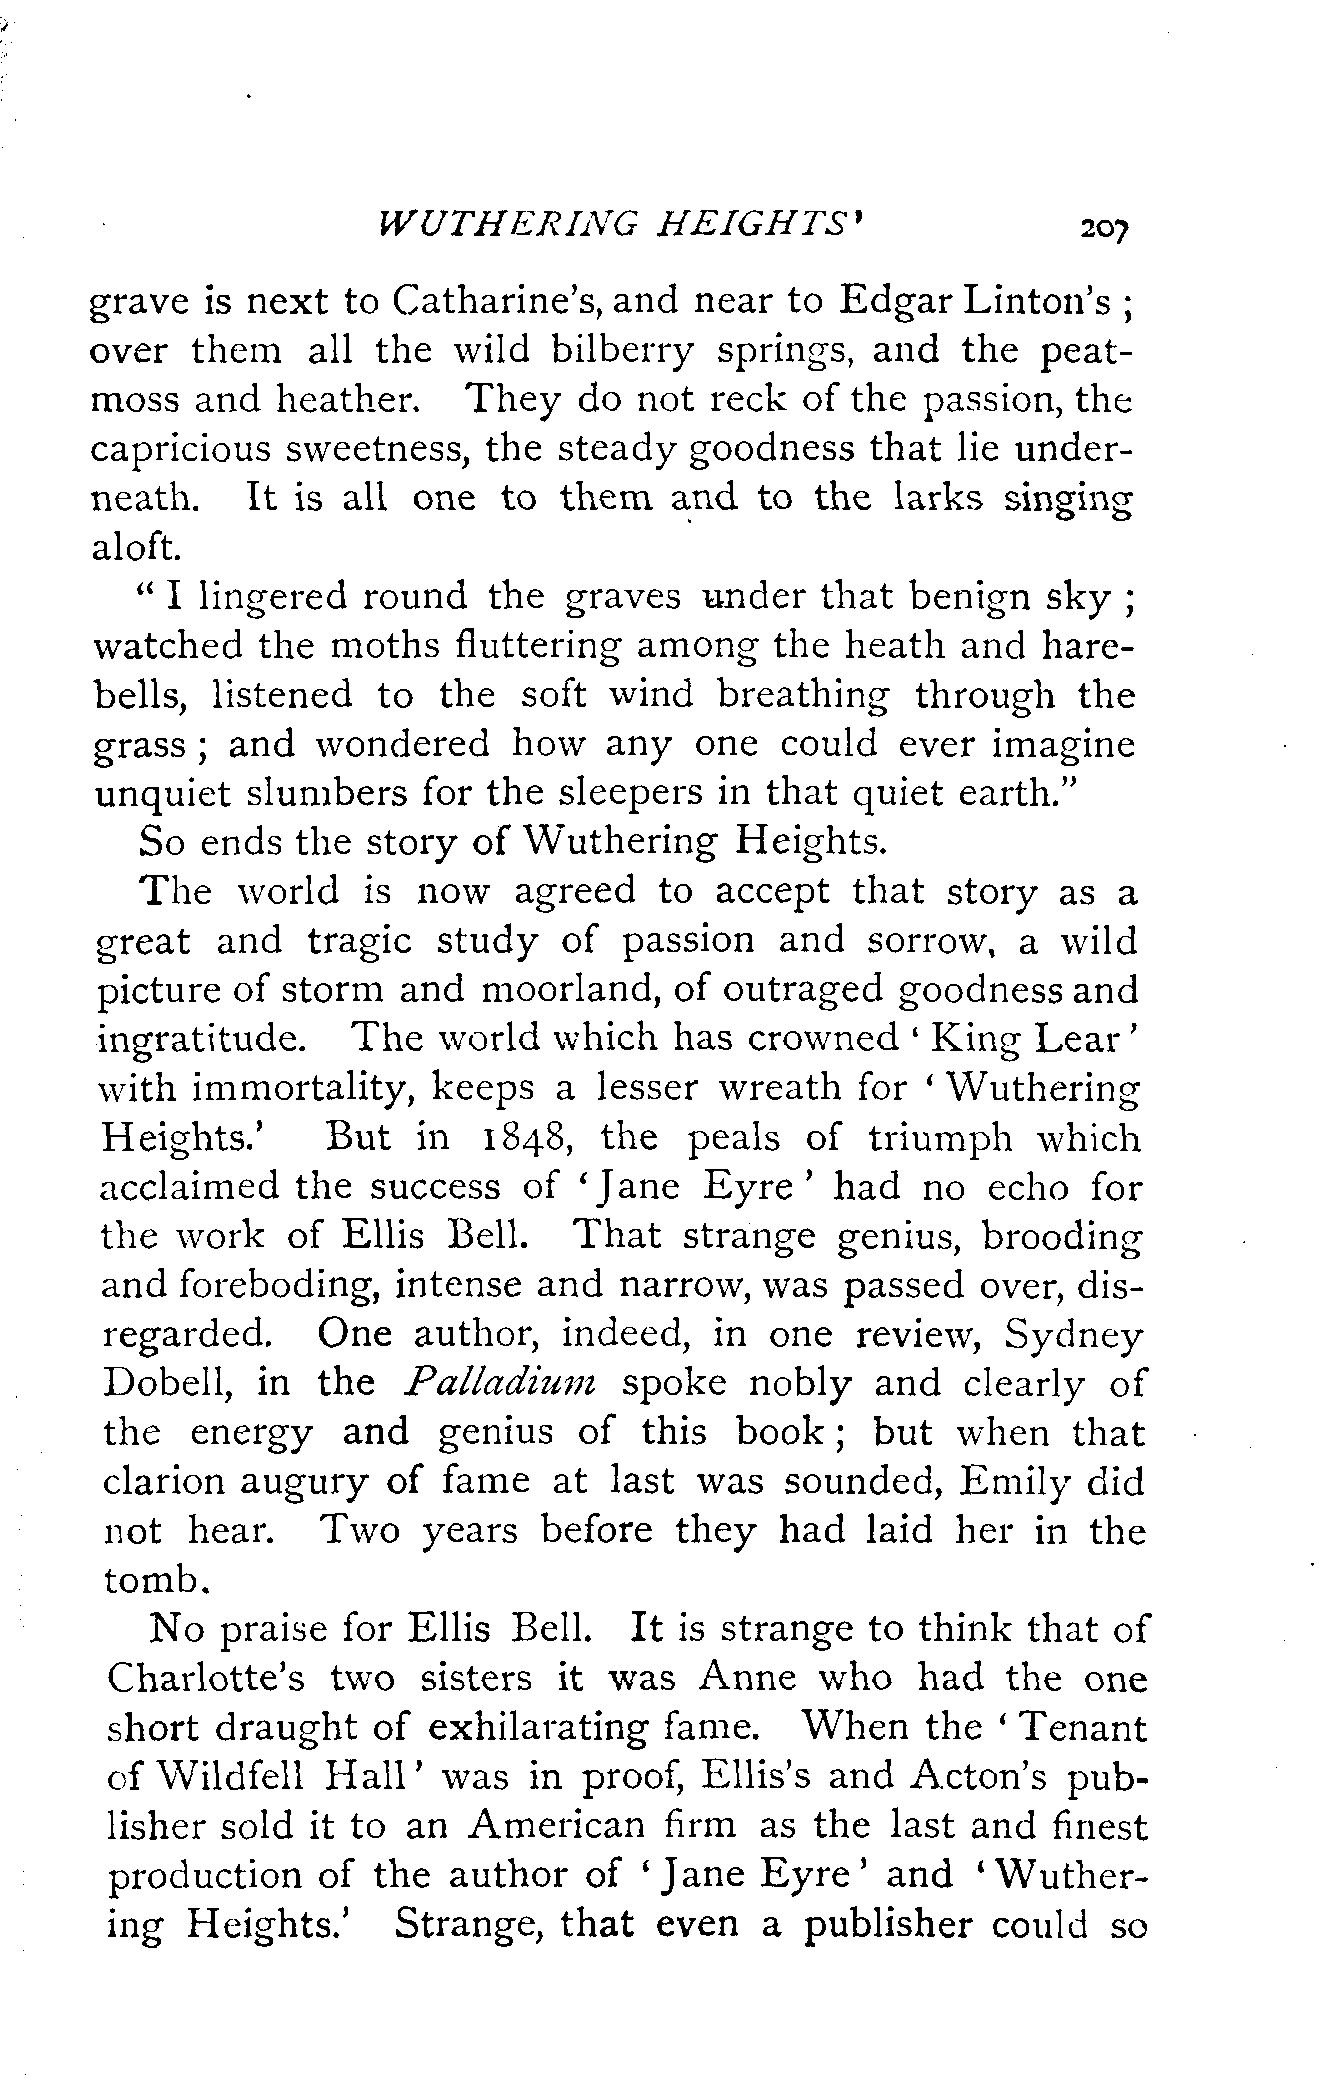 WUTHERING HEIGHTS' 207
grave is next to Catharine's, and near to Edgar Linton's ;
over them all the wild bilberry springs, and the peat-
moss and heather. They do not reck of the passion, the
capricious sweetness, the steady goodness that lie under-
neath. It is all one to them and to the larks singing
aloft.
" I lingered round the graves under that benign sky ;
watched the moths fluttering among the heath and hare-
bells, listened to the soft wind breathing through the
grass ; and wondered how any one could ever imagine
unquiet slumbers for the sleepers in that quiet earth."
So ends the story of Wuthering Heights.
The world is now agreed to accept that story as a
great and tragic study of passion and sorrow, a wild
picture of storm and moorland, of outraged goodness and
ingratitude. The world which has crowned ' King Lear '
with immortality, keeps a lesser wreath for ' Wuthering
Heights.' But in 1848, the peals of triumph which
acclaimed the success of ' Jane Eyre ' had no echo for
the work of Ellis Bell. That strange genius, brooding
and foreboding, intense and narrow, was passed over, dis-
regarded. One author, indeed, in one review, Sydney
Dobell, in the Palladium spoke nobly and clearly of
the energy and genius of this book ; but when that
clarion augury of fame at last was sounded, Emily did
not hear. Two years before they had laid her in the
tomb.
No praise for Ellis Bell. It is strange to think that of
Charlotte's two sisters it was Anne who had the one
short draught of exhilarating fame. When the ' Tenant
of Wildfell Hall ' was in proof, Ellis's and Acton's pub-
lisher sold it to an American firm as the last and finest
production of the author of ' Jane Eyre ' and ' Wuther-
ing Heights.' Strange, that even a publisher could so